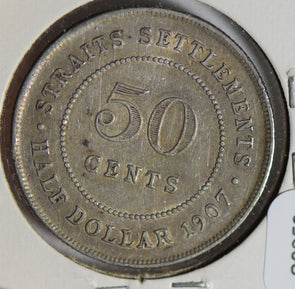 · STRAITS · SETTLEMENTS ·
HALF DOLLAR 1907
50
CENTS